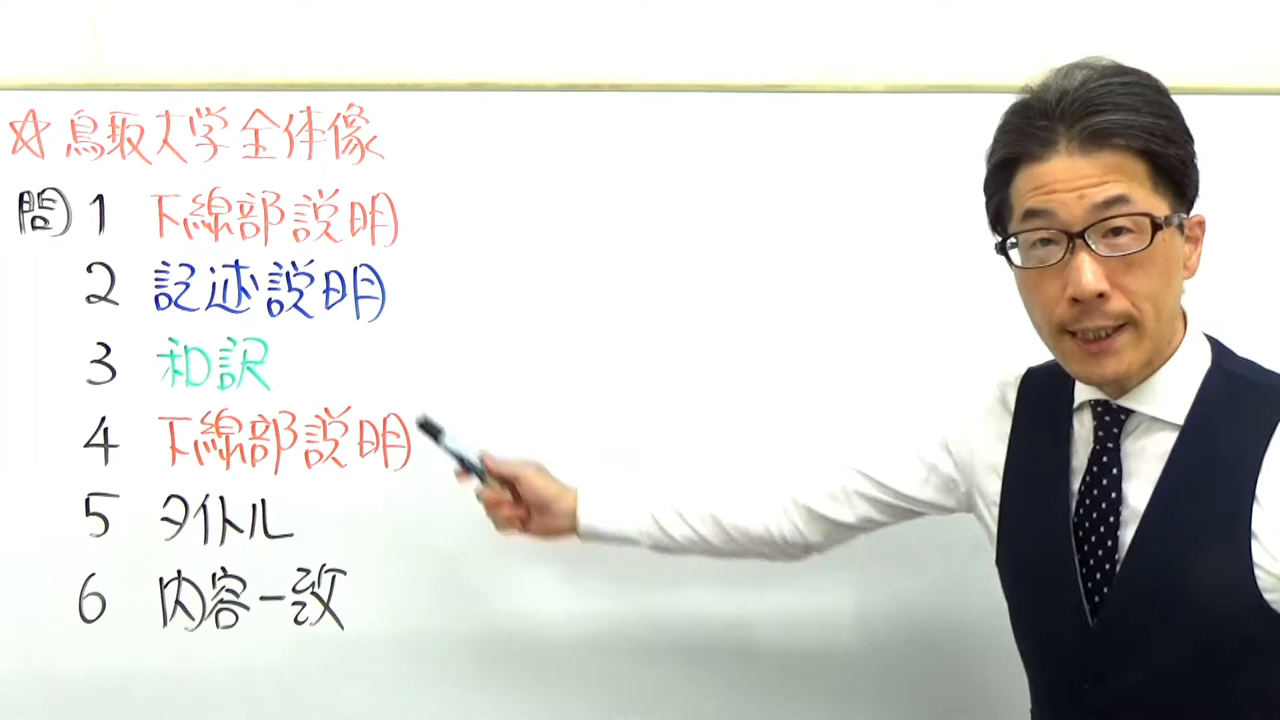 ☆鳥取大学全体像
問1 下線部説明
2 記述説明
3 和訳
4 下線部説明
5 タイトル
6 内容一致